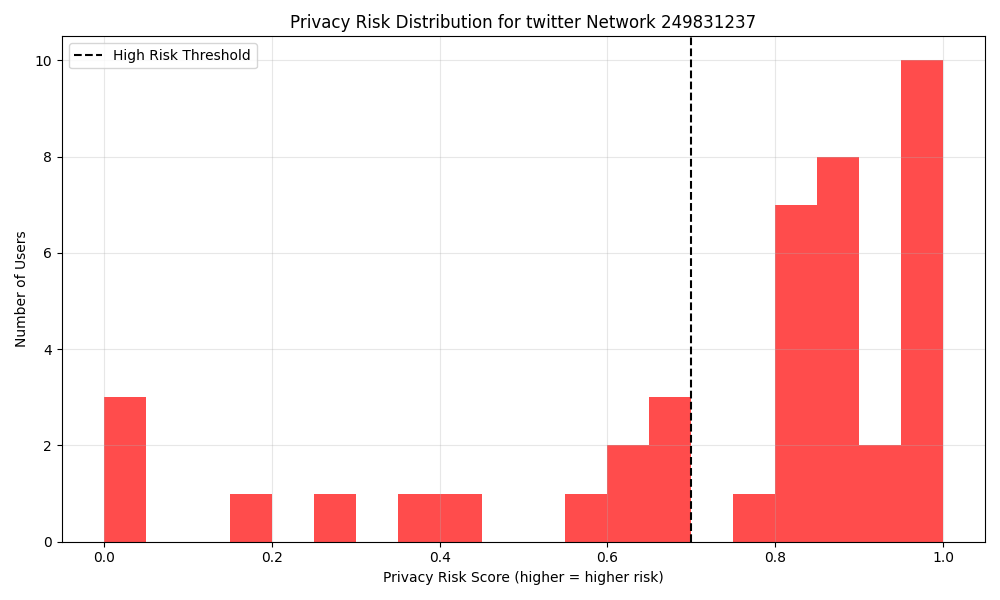 Privacy Risk Distribution for twitter Network 249831237
High Risk Threshold
10
8
6
4
2
0
Number of Users
0.0 0.2 0.4 0.6 0.8 1.0
Privacy Risk Score (higher = higher risk)